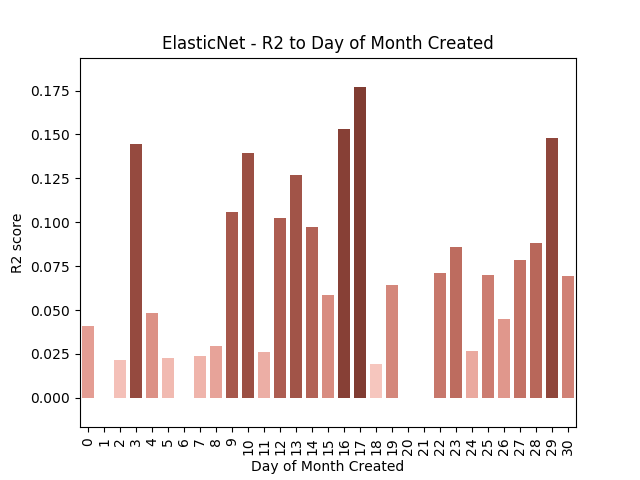 ElasticNet - R2 to Day of Month Created
R2 score
0.175
0.150
0.125
0.100
0.075
0.050
0.025
0.000
0 1 2 3 4 5 6 7 8 9 10 11 12 13 14 15 16 17 18 19 20 21 22 23 24 25 26 27 28 29 30
Day of Month Created